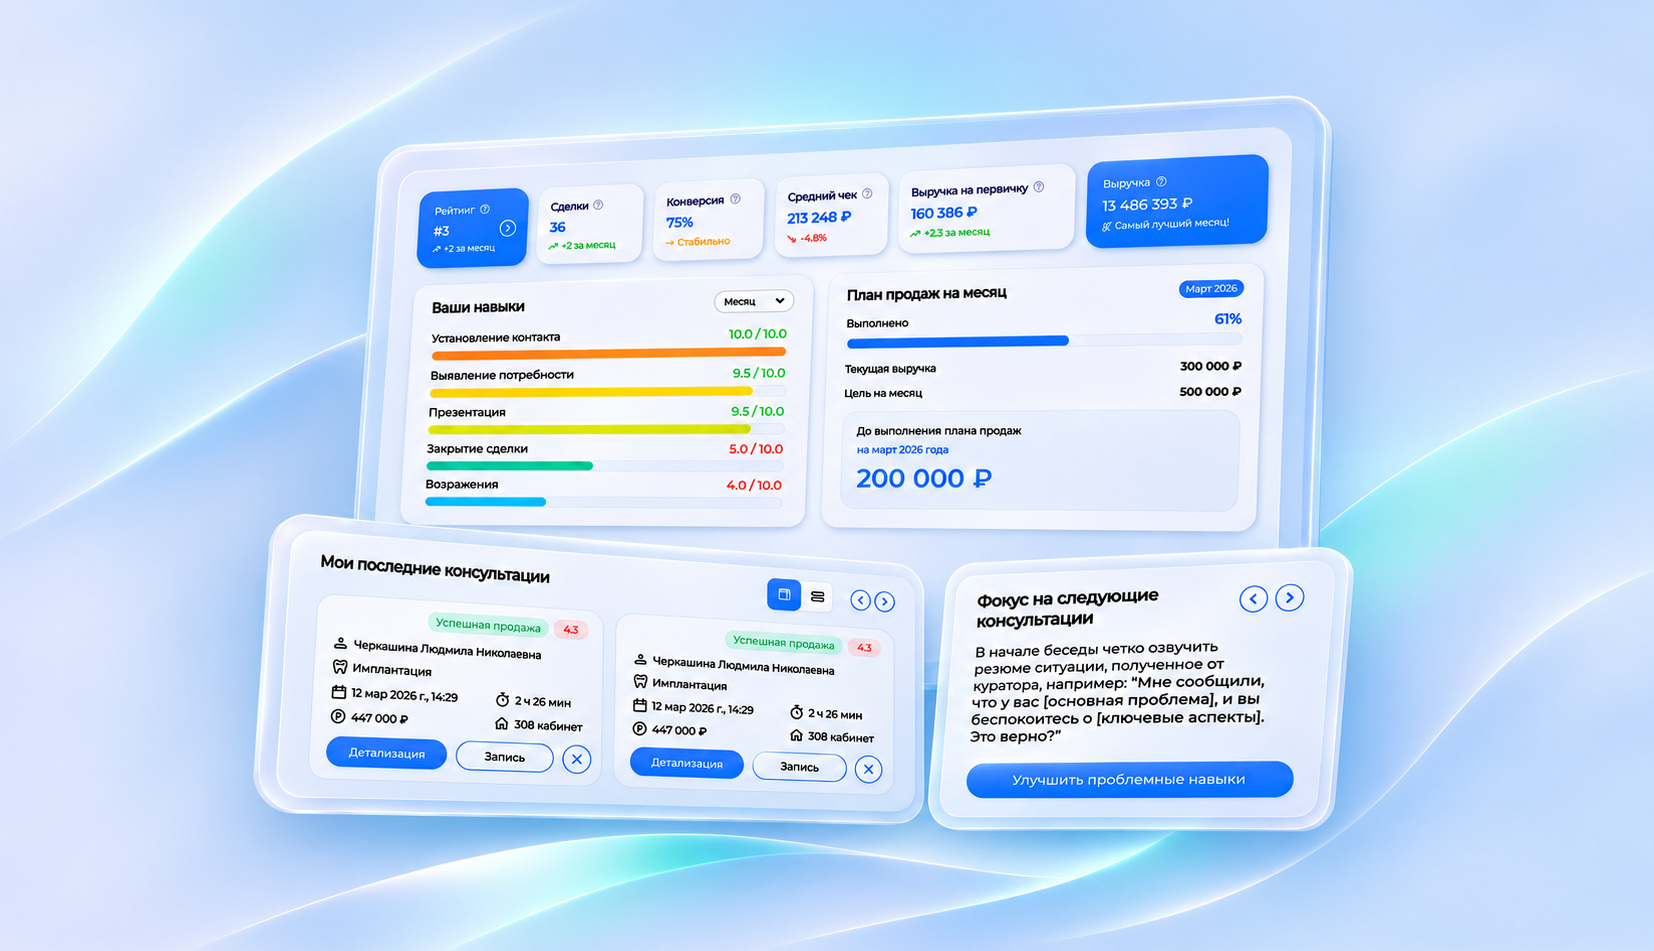 Рейтинг
#3
+2 за месяц
Сделки
36
+2 за месяц
Конверсия
75%
Стабильно
Средний чек
213 248 ₽
-4.8%
Выручка на первичку
160 386 ₽
+2.3 за месяц
Выручка
13 486 393 ₽
Самый лучший месяц!
Ваши навыки
Месяц
Установление контакта 10.0 / 10.0
Выявление потребности 9.5 / 10.0
Презентация 9.5 / 10.0
Закрытие сделки 5.0 / 10.0
Возражения 4.0 / 10.0
План продаж на месяц
Март 2026
Выполнено 61%
Текущая выручка 300 000 ₽
Цель на месяц 500 000 ₽
До выполнения плана продаж
на март 2026 года
200 000 ₽
Мои последние консультации
Успешная продажа 4.3
Черкашина Людмила Николаевна
Имплантация
12 мар 2026 г., 14:29 2 ч 26 мин
447 000 ₽ 308 кабинет
Детализация Запись
Успешная продажа 4.3
Черкашина Людмила Николаевна
Имплантация
12 мар 2026 г., 14:29 2 ч 26 мин
447 000 ₽ 308 кабинет
Детализация Запись
Фокус на следующие
консультации
В начале беседы четко озвучить
резюме ситуации, полученное от
куратора, например: “Мне сообщили,
что у вас [основная проблема], и вы
беспокоитесь о [ключевые аспекты].
Это верно?”
Улучшить проблемные навыки